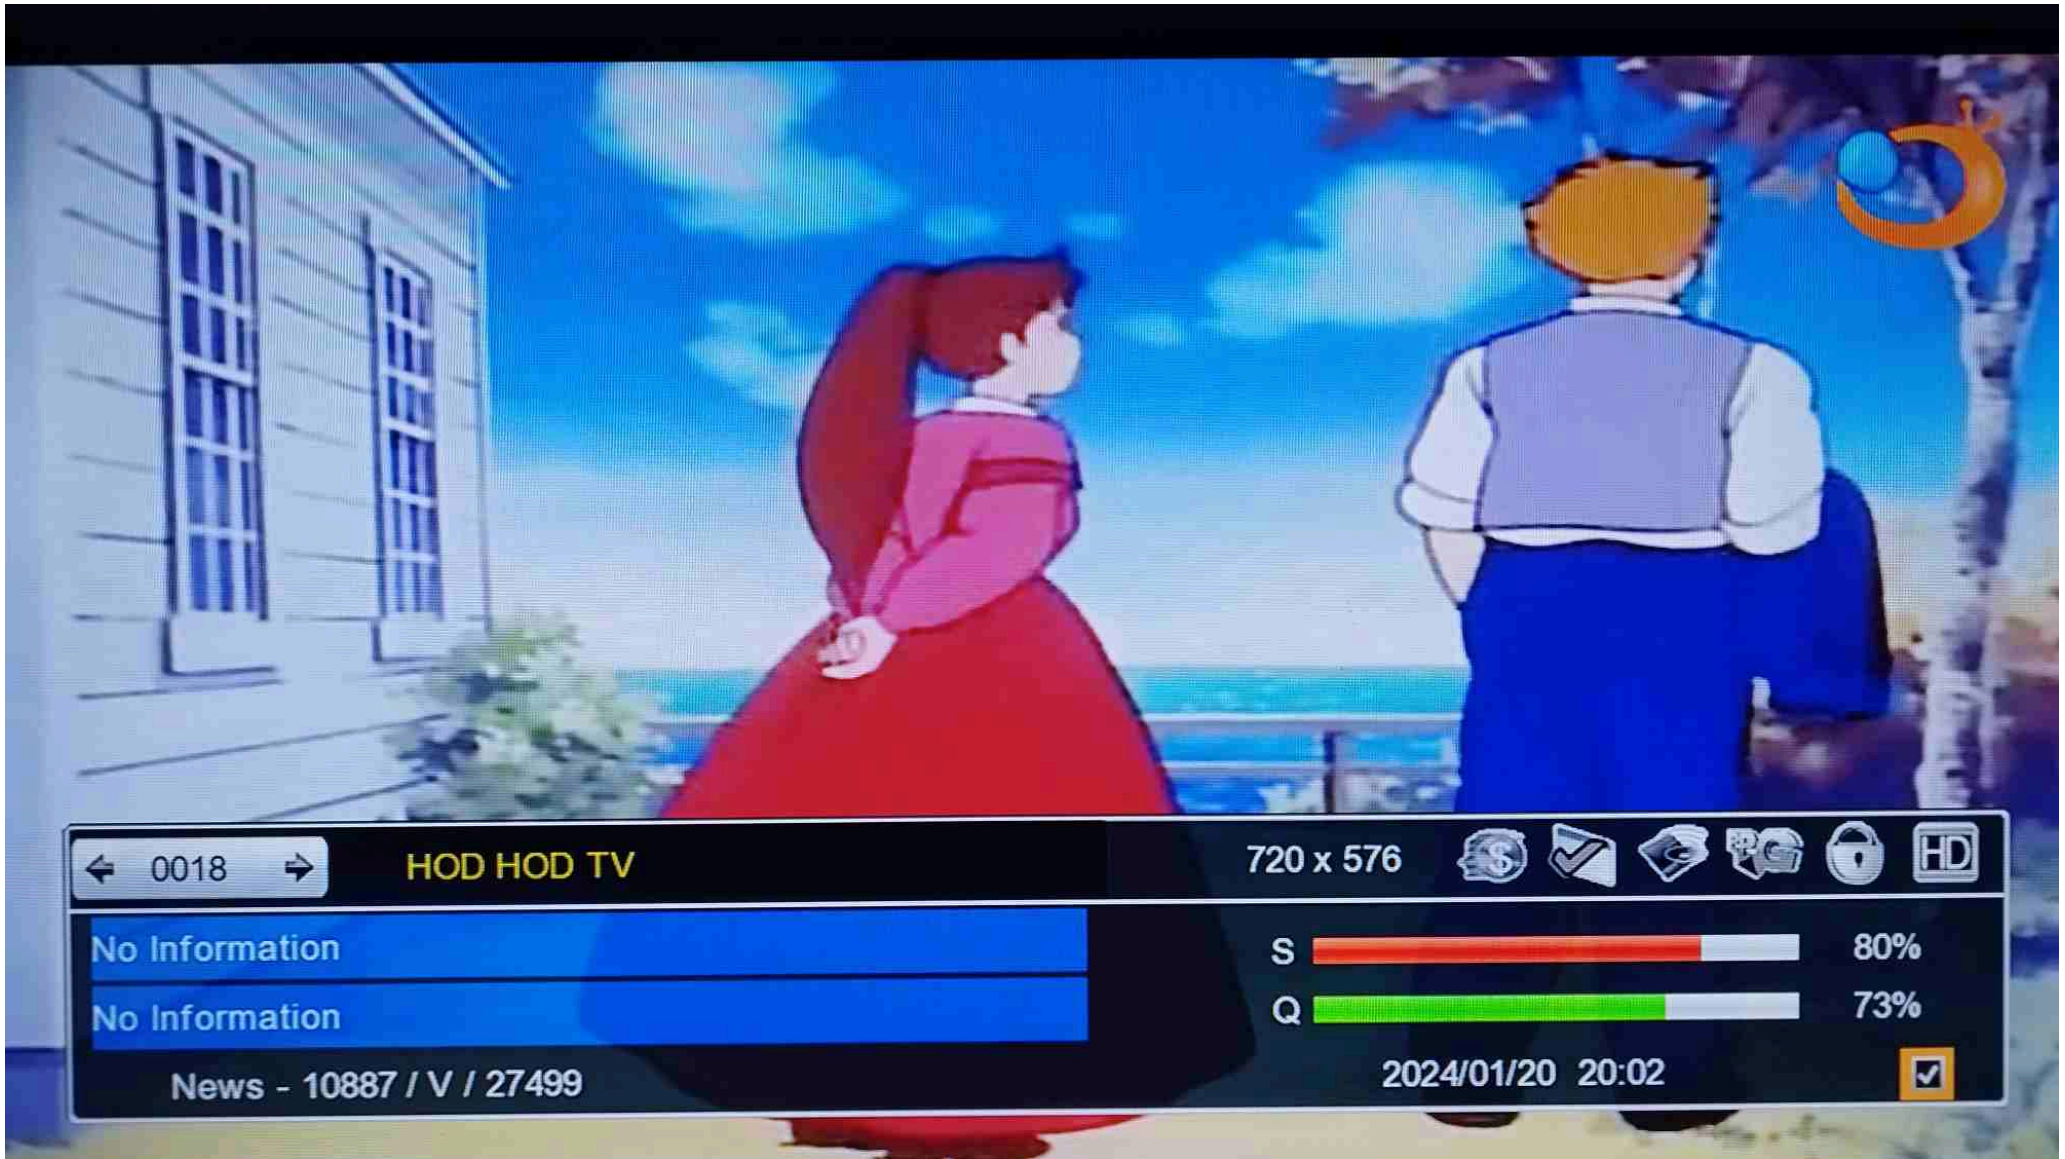 0018 HOD HOD TV 720 x 576 $ G HD
No Information S 80%
No Information Q 73%
News - 10887 / V / 27499 2024/01/20 20:02